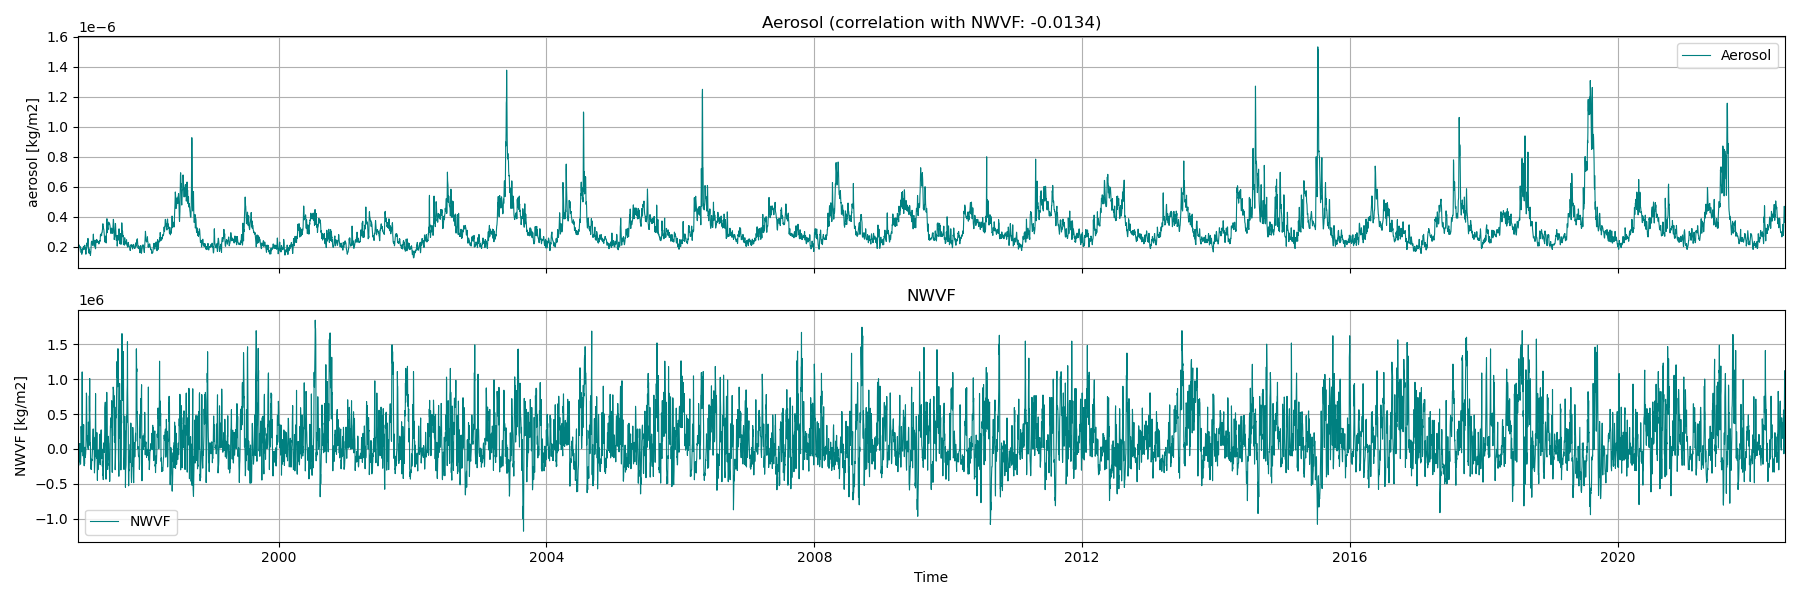 Aerosol (correlation with NWVF: -0.0134)
1e−6
1.6
1.4
1.2
1.0
0.8
0.6
0.4
0.2
aerosol [kg/m2]
Aerosol
NWVF
1e6
1.5
1.0
0.5
0.0
−0.5
−1.0
NWVF [kg/m2]
NWVF
2000 2004 2008 2012 2016 2020
Time